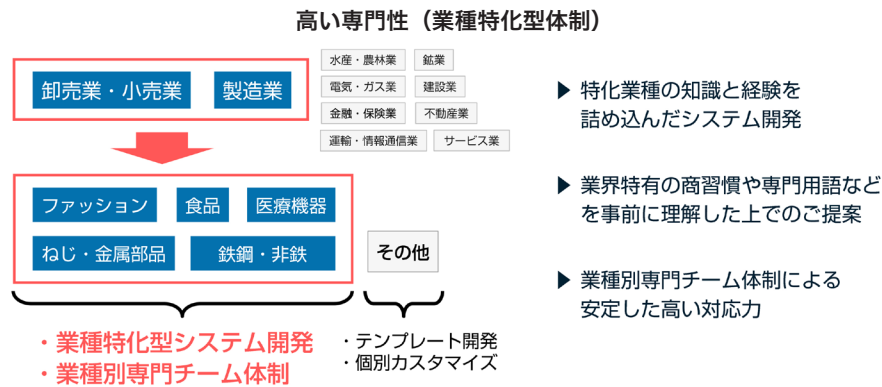 高い専門性（業種特化型体制）
卸売業・小売業
製造業
水産・農林業
鉱業
電気・ガス業
建設業
金融・保険業
不動産業
運輸・情報通信業
サービス業
ファッション
食品
医療機器
ねじ・金属部品
鉄鋼・非鉄
その他
・業種特化型システム開発
・業種別専門チーム体制
・テンプレート開発
・個別カスタマイズ
▶ 特化業種の知識と経験を
詰め込んだシステム開発
▶ 業界特有の商習慣や専門用語など
を事前に理解した上でのご提案
▶ 業種別専門チーム体制による
安定した高い対応力